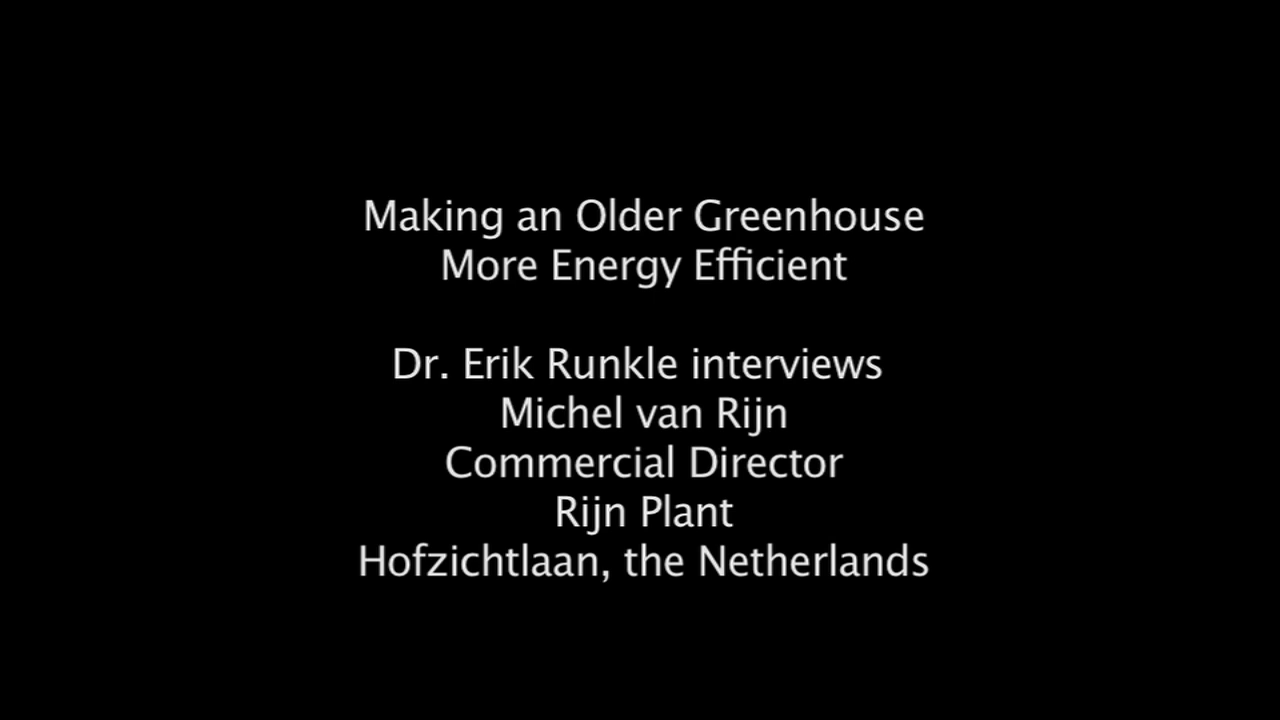 Making an Older Greenhouse
More Energy Efficient
Dr. Erik Runkle interviews
Michel van Rijn
Commercial Director
Rijn Plant
Hofzichtlaan, the Netherlands